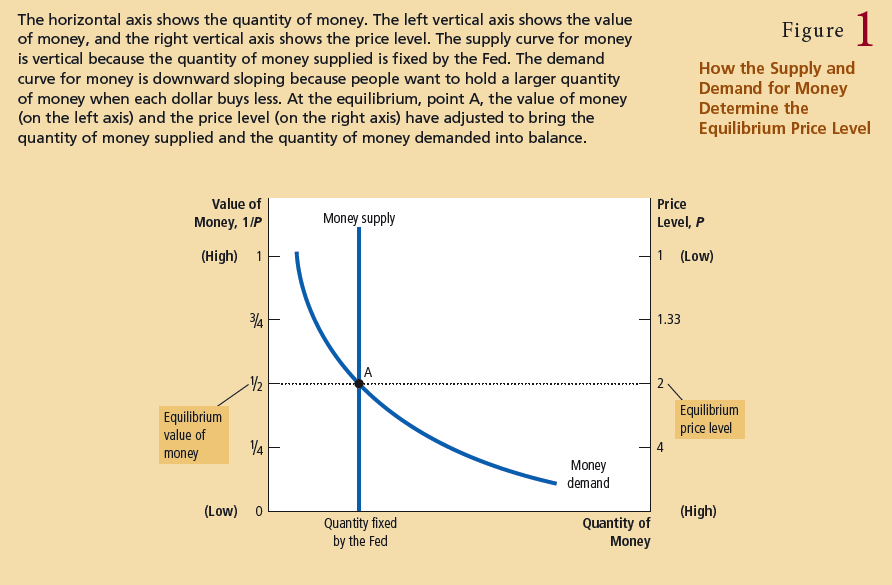 The horizontal axis shows the quantity of money. The left vertical axis shows the value
of money, and the right vertical axis shows the price level. The supply curve for money
is vertical because the quantity of money supplied is fixed by the Fed. The demand
curve for money is downward sloping because people want to hold a larger quantity
of money when each dollar buys less. At the equilibrium, point A, the value of money
(on the left axis) and the price level (on the right axis) have adjusted to bring the
quantity of money supplied and the quantity of money demanded into balance.
Figure 1
How the Supply and
Demand for Money
Determine the
Equilibrium Price Level
Value of
Money, 1/P
Money supply
Price
Level, P
(High) 1
1 (Low)
3/4
1.33
A
1/2
2
Equilibrium
value of
money
Equilibrium
price level
1/4
4
Money
demand
(Low) 0
(High)
Quantity fixed
by the Fed
Quantity of
Money